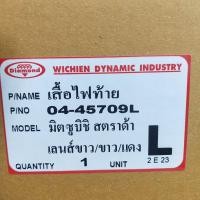 Diamond
WICHIEN DYNAMIC INDUSTRY
P/NAME เสื้อไฟท้าย
P/NO 04-45709L
MODEL มิตซูบิชิ สตราด้า
เลนส์ขาว/ขาว/แดง
L
QUANTITY 1 UNIT 2 E 23